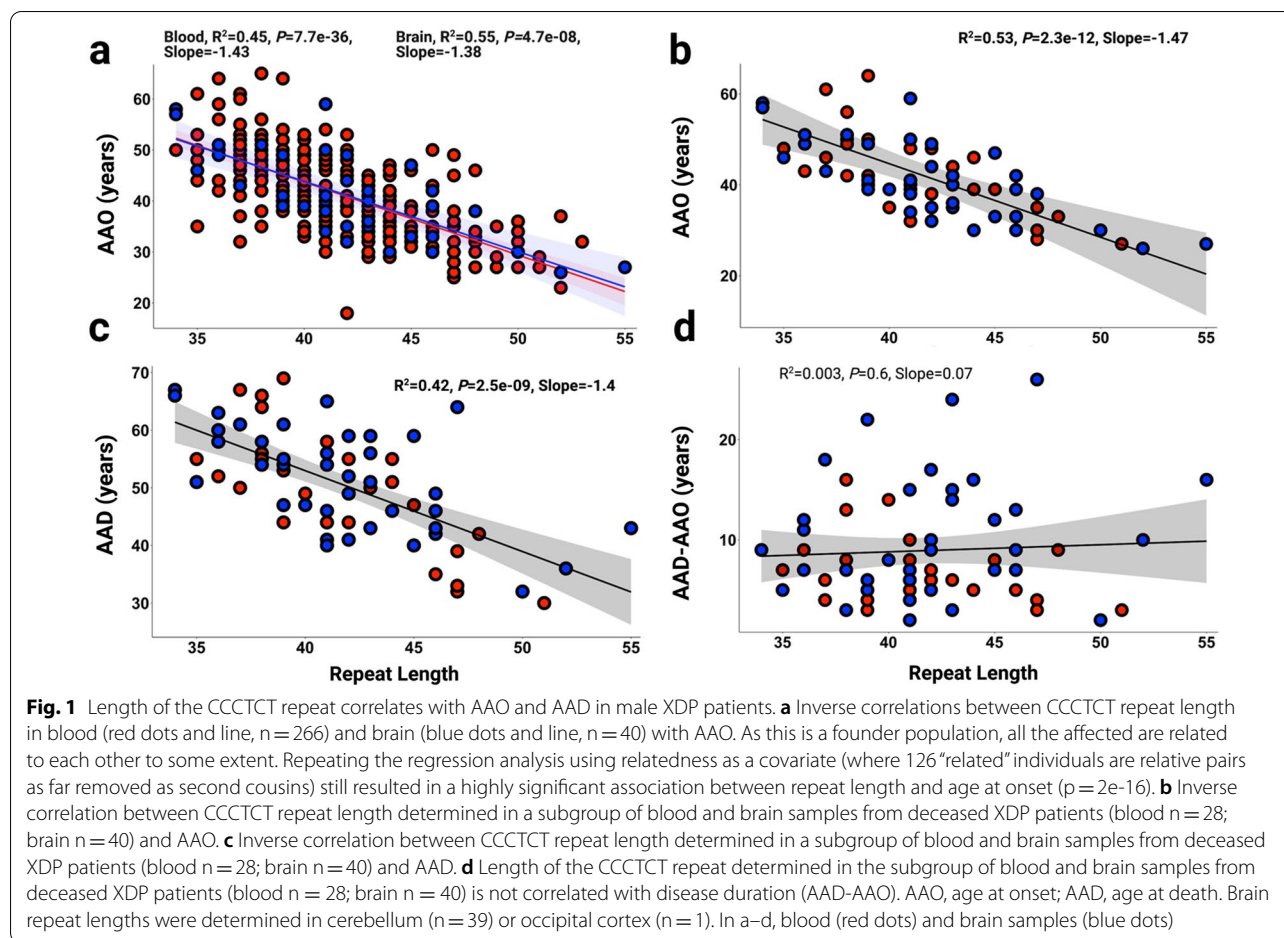 a
Blood, R²=0.45, P=7.7e-36,
Slope=-1.43
Brain, R²=0.55, P=4.7e-08,
Slope=-1.38
AAO (years)
60
50
40
30
20
35
40
45
50
55
b
R²=0.53, P=2.3e-12, Slope=-1.47
AAO (years)
60
40
20
35
40
45
50
55
c
R²=0.42, P=2.5e-09, Slope=-1.4
AAD (years)
70
60
50
40
30
35
40
45
50
55
Repeat Length
d
R²=0.003, P=0.6, Slope=0.07
AAD-AAO (years)
20
10
35
40
45
50
55
Repeat Length
Fig. 1 Length of the CCCTCT repeat correlates with AAO and AAD in male XDP patients. a Inverse correlations between CCCTCT repeat length
in blood (red dots and line, n = 266) and brain (blue dots and line, n = 40) with AAO. As this is a founder population, all the affected are related
to each other to some extent. Repeating the regression analysis using relatedness as a covariate (where 126 “related” individuals are relative pairs
as far removed as second cousins) still resulted in a highly significant association between repeat length and age at onset (p = 2e-16). b Inverse
correlation between CCCTCT repeat length determined in a subgroup of blood and brain samples from deceased XDP patients (blood n = 28;
brain n = 40) and AAO. c Inverse correlation between CCCTCT repeat length determined in a subgroup of blood and brain samples from deceased
XDP patients (blood n = 28; brain n = 40) and AAD. d Length of the CCCTCT repeat determined in the subgroup of blood and brain samples from
deceased XDP patients (blood n = 28; brain n = 40) is not correlated with disease duration (AAD-AAO). AAO, age at onset; AAD, age at death. Brain
repeat lengths were determined in cerebellum (n = 39) or occipital cortex (n = 1). In a–d, blood (red dots) and brain samples (blue dots)